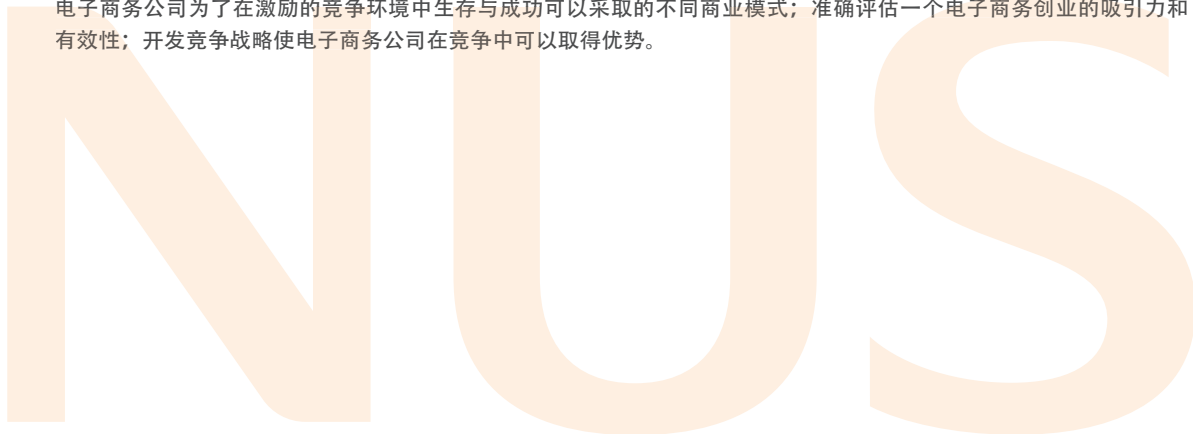 电子商务公司为了在激励的竞争环境中生存与成功可以采取的不同商业模式；准确评估一个电子商务创业的吸引力和
有效性；开发竞争战略使电子商务公司在竞争中可以取得优势。
NUS